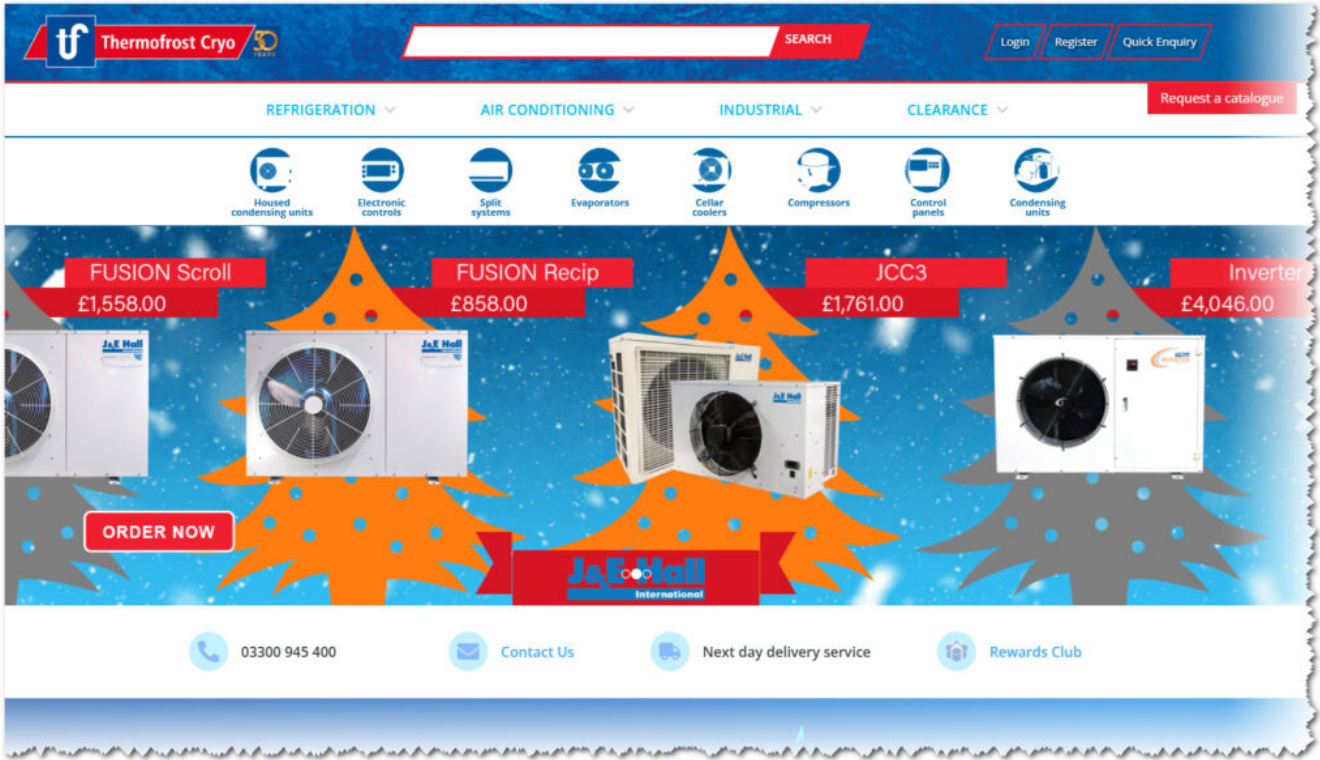 tf Thermofrost Cryo 50
YEARS
SEARCH
Login Register Quick Enquiry
REFRIGERATION AIR CONDITIONING INDUSTRIAL CLEARANCE
Request a catalogue
Housed
condensing units
Electronic
controls
Split
systems
Evaporators
Cellar
coolers
Compressors
Control
panels
Condensing
units
FUSION Scroll
£1,558.00
FUSION Recip
£858.00
JCC3
£1,761.00
Inverter
£4,046.00
J&E Hall
J&E Hall
J&E Hall
J&E Hall
ORDER NOW
J&E Hall
International
03300 945 400
Contact Us
Next day delivery service
Rewards Club